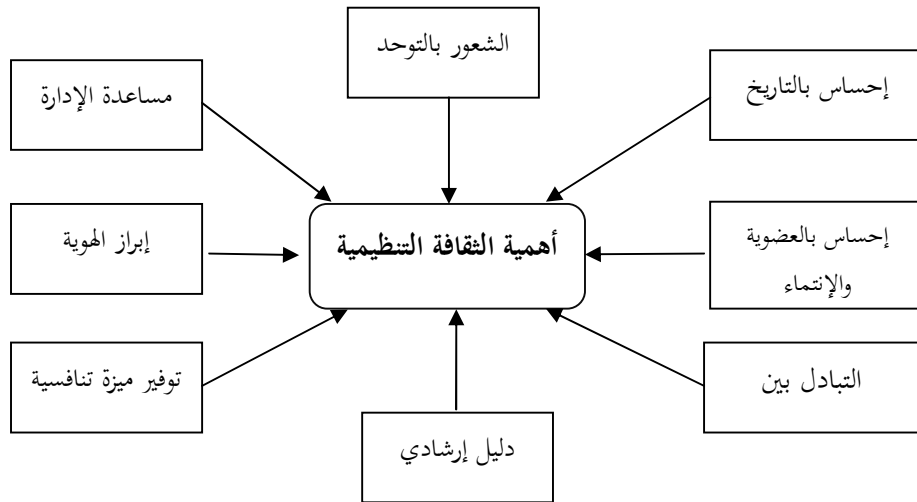 الشعور بالتوحد
إحساس بالتاريخ
مساعدة الإدارة
أهمية الثقافة التنظيمية
إحساس بالعضوية
والإنتماء
إبراز الهوية
التبادل بين
توفير ميزة تنافسية
دليل إرشادي